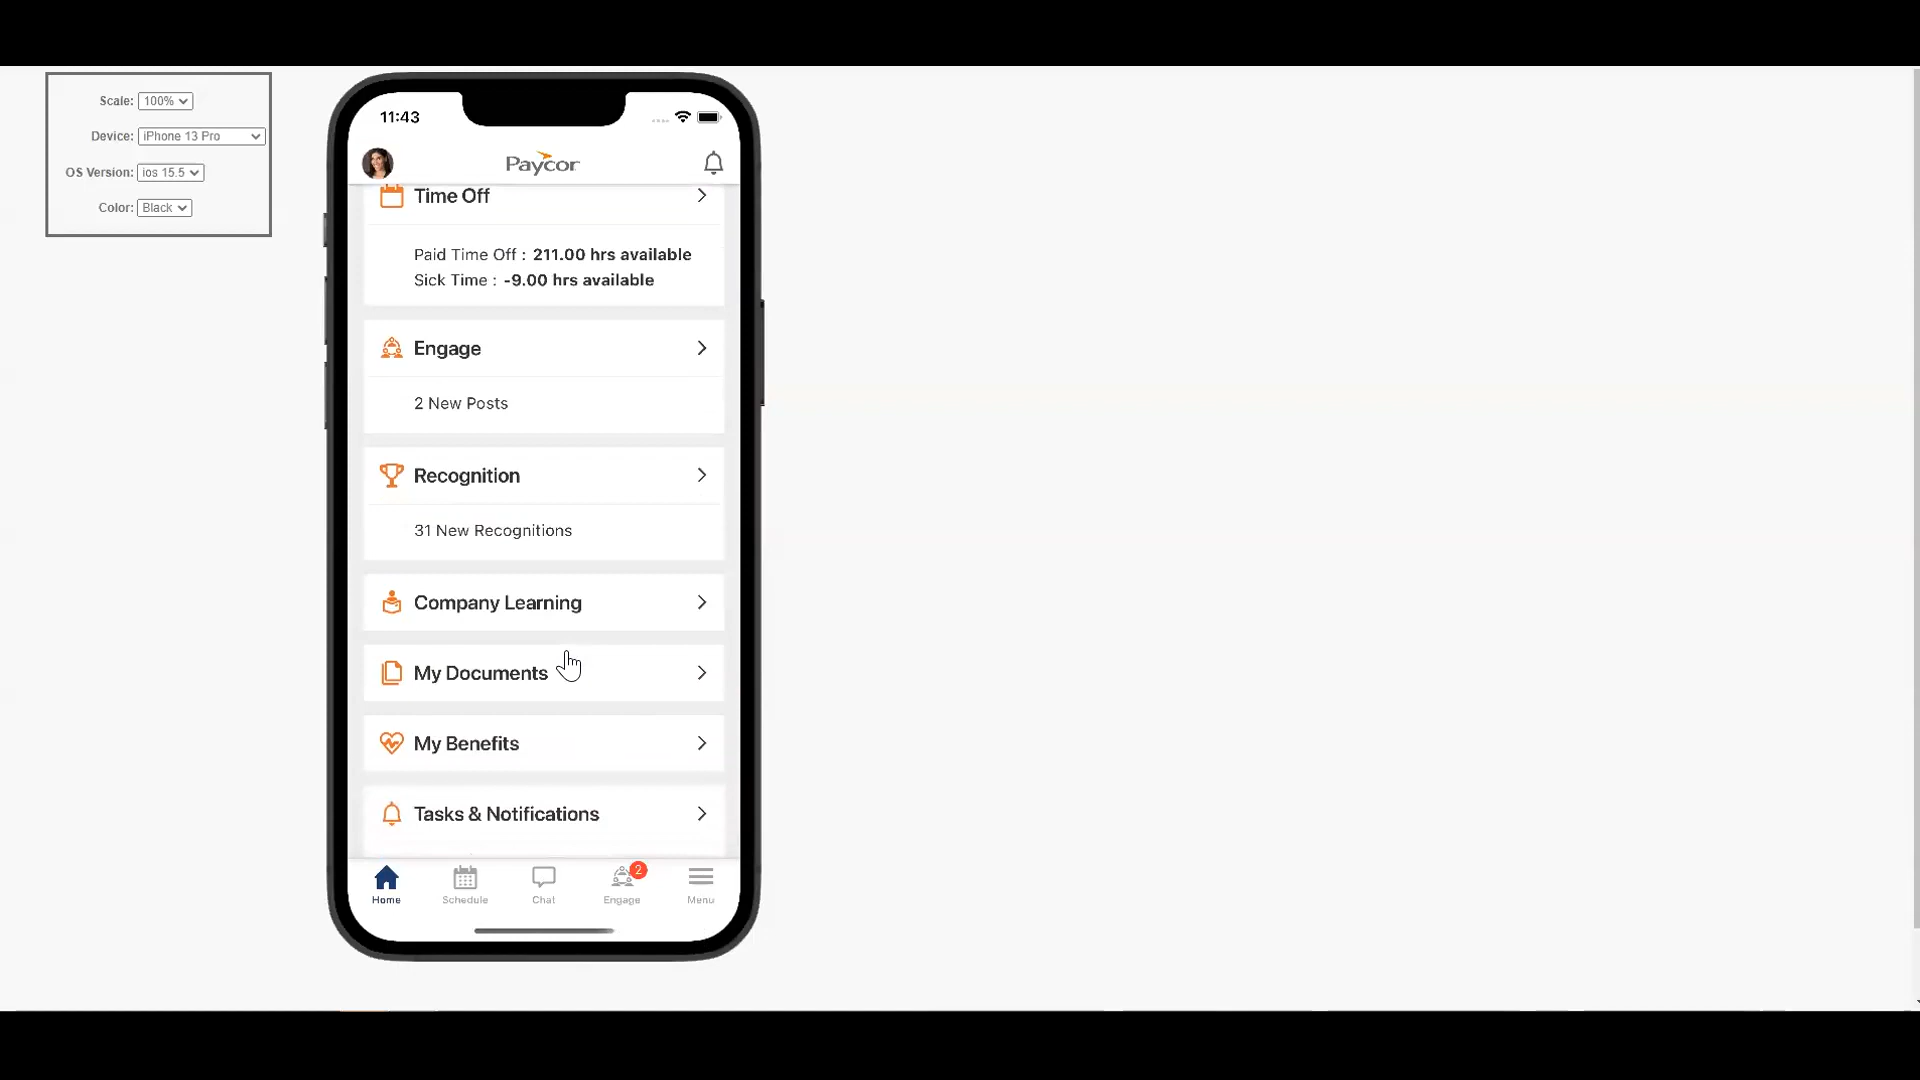 Scale: 100%
Device: iPhone 13 Pro
OS Version: ios 15.5
Color: Black
11:43
Paycor
Time Off
Paid Time Off : 211.00 hrs available
Sick Time : -9.00 hrs available
Engage
2 New Posts
Recognition
31 New Recognitions
Company Learning
My Documents
My Benefits
Tasks & Notifications
2
Home Schedule Chat Engage Menu